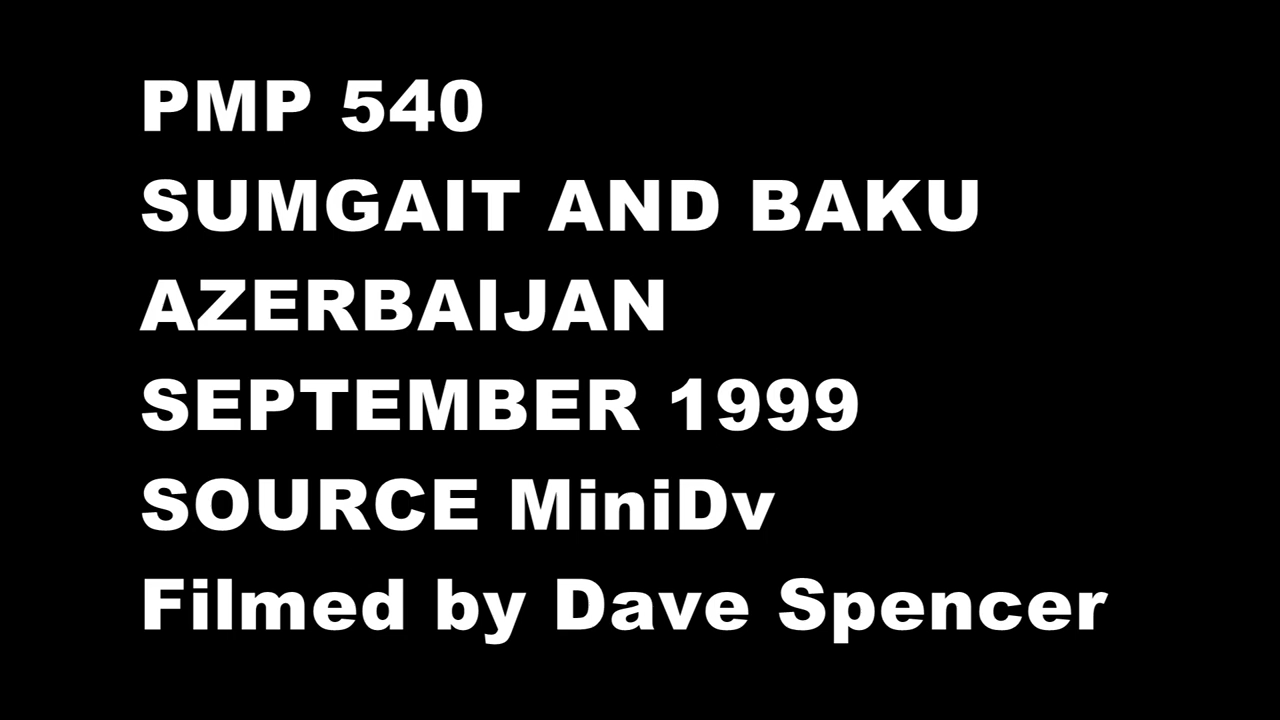 PMP 540
SUMGAIT AND BAKU
AZERBAIJAN
SEPTEMBER 1999
SOURCE MiniDv
Filmed by Dave Spencer